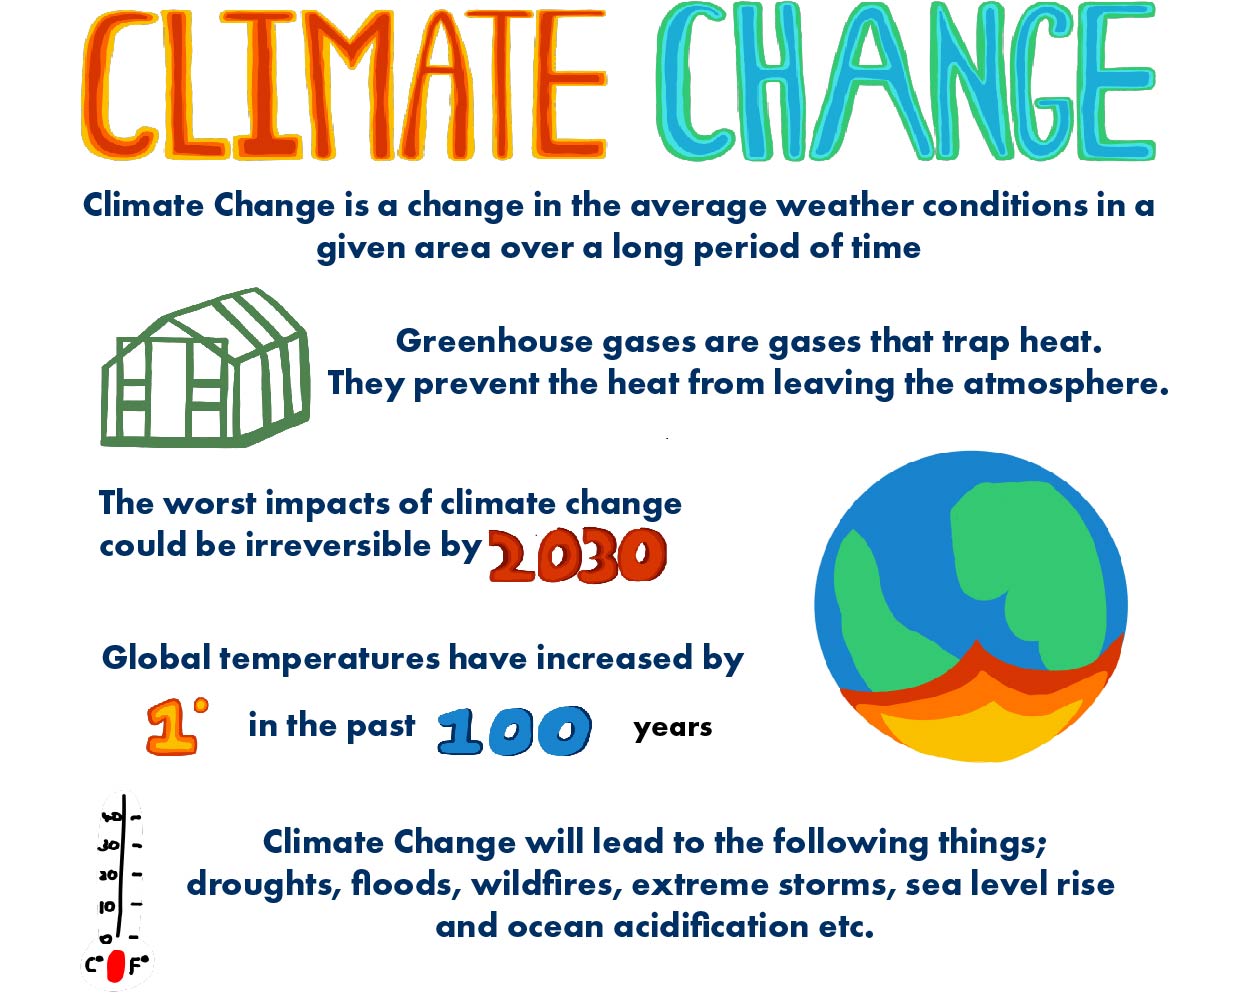 CLIMATE CHANGE
Climate Change is a change in the average weather conditions in a
given area over a long period of time
Greenhouse gases are gases that trap heat.
They prevent the heat from leaving the atmosphere.
The worst impacts of climate change
could be irreversible by 2030
Global temperatures have increased by
1° in the past 100 years
40
30
20
10
0
C° F°
Climate Change will lead to the following things;
droughts, floods, wildfires, extreme storms, sea level rise
and ocean acidification etc.